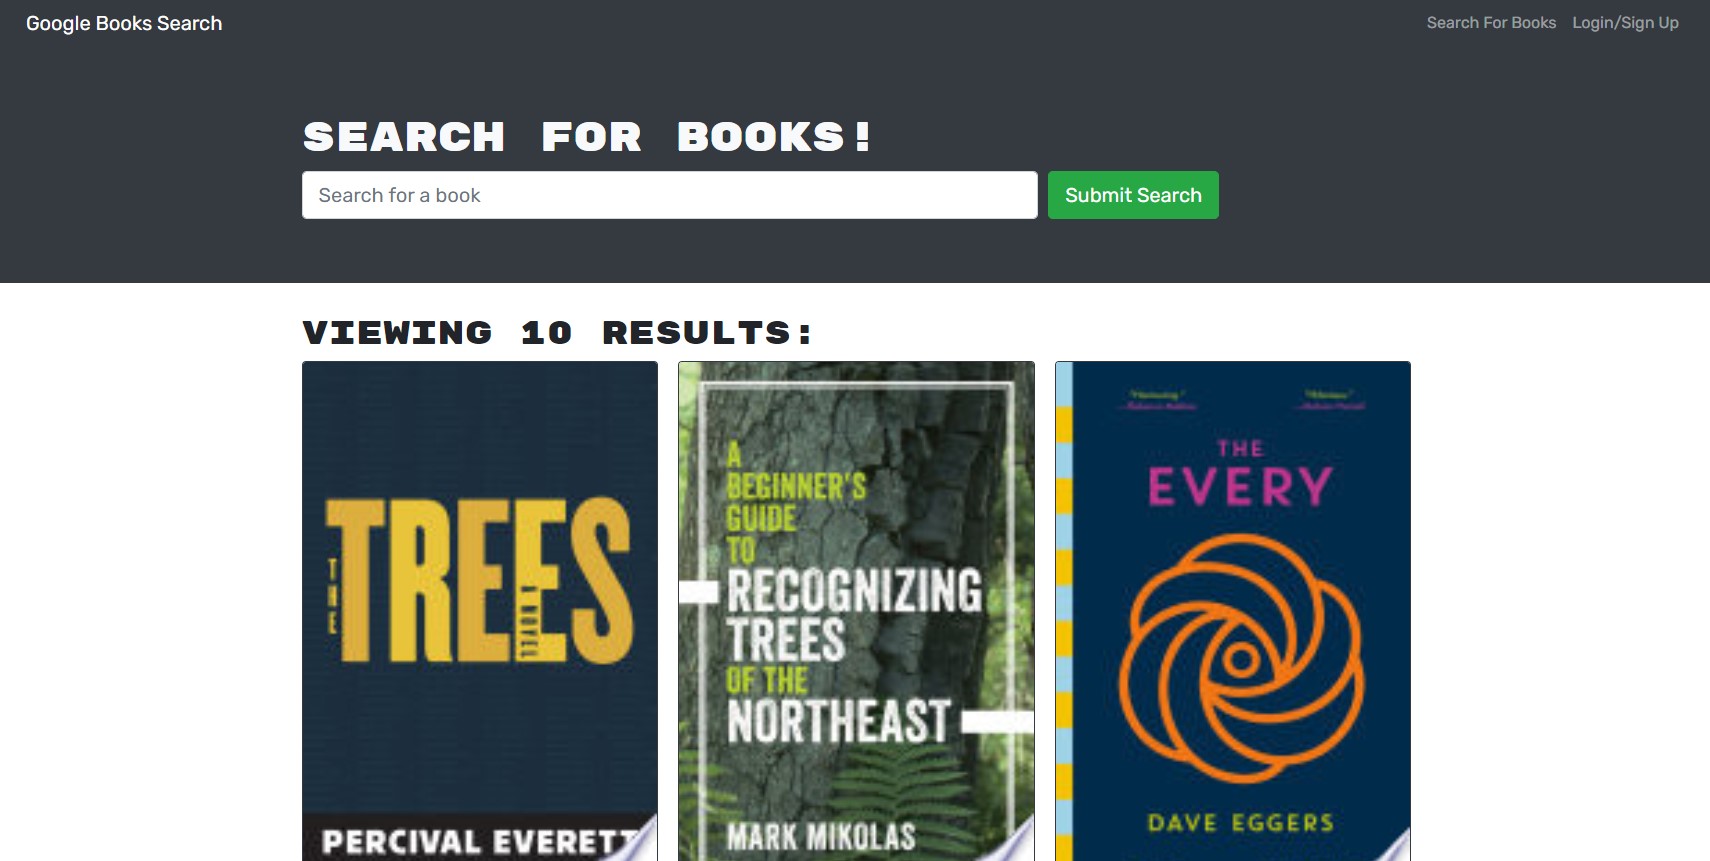 Google Books Search
Search For Books
Login/Sign Up
SEARCH FOR BOOKS!
Search for a book
Submit Search
VIEWING 10 RESULTS:
THE
TREES
A NOVEL
PERCIVAL EVERETT
A
BEGINNER'S
GUIDE
TO
RECOGNIZING
TREES
OF THE
NORTHEAST
MARK MIKOLAS
THE
EVERY
DAVE EGGERS